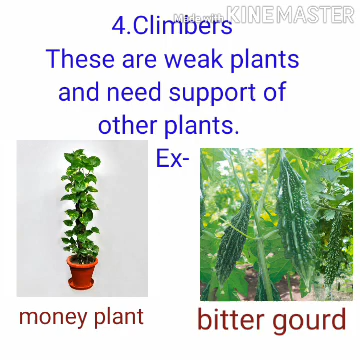 Made with KINEMASTER
4.Climbers
These are weak plants
and need support of
other plants.
Ex-
money plant
bitter gourd